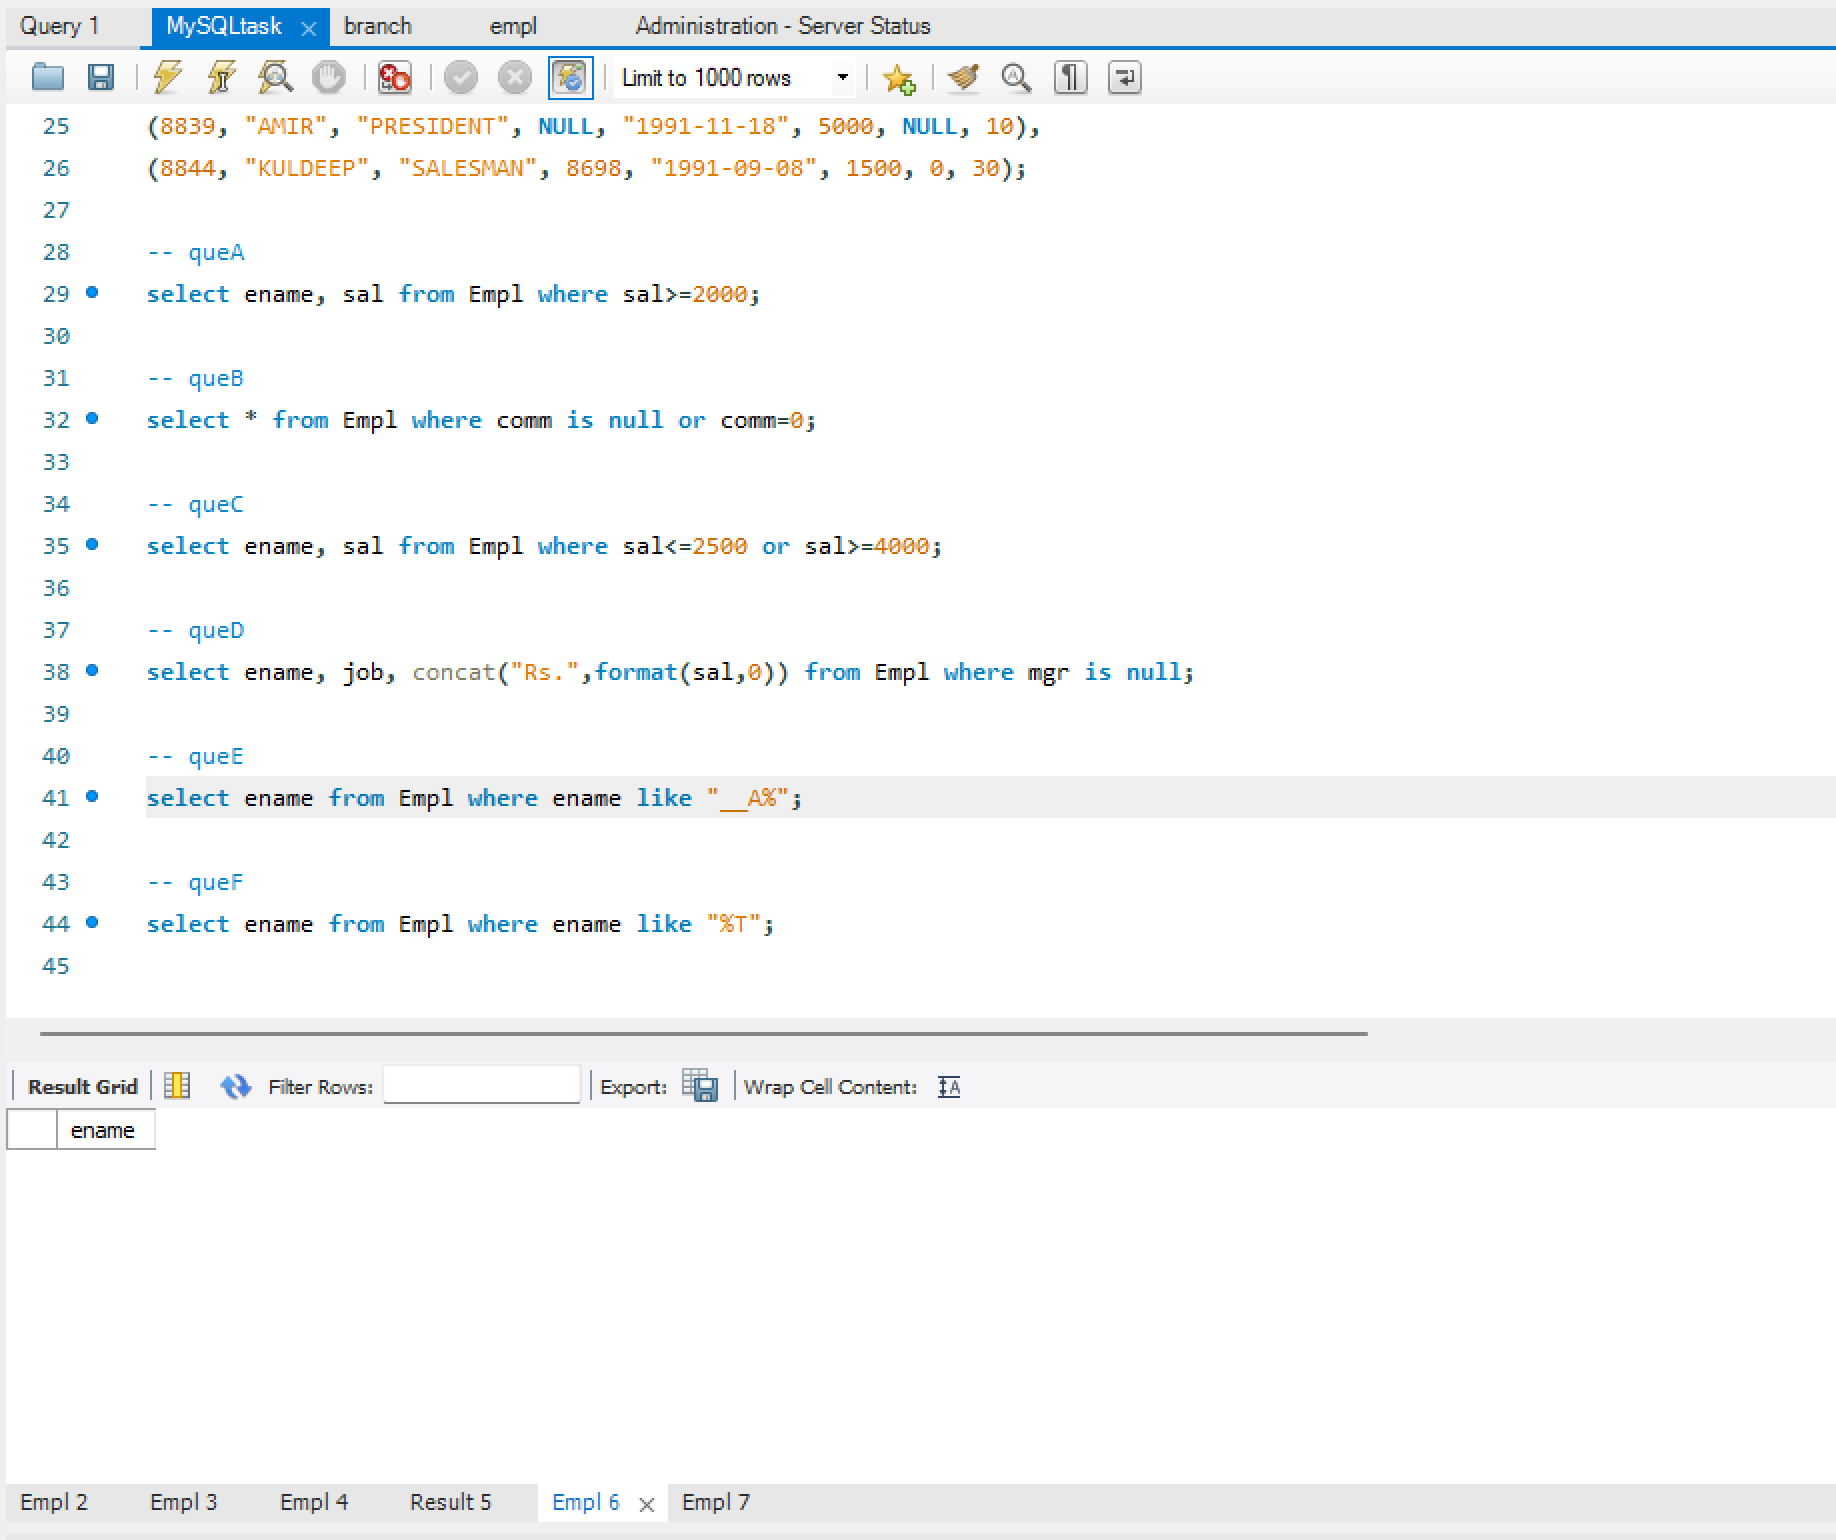 Query 1 MySQLtask branch empl Administration - Server Status
Limit to 1000 rows
25 (8839, "AMIR", "PRESIDENT", NULL, "1991-11-18", 5000, NULL, 10),
26 (8844, "KULDEEP", "SALESMAN", 8698, "1991-09-08", 1500, 0, 30);
27
28 -- queA
29 select ename, sal from Empl where sal>=2000;
30
31 -- queB
32 select * from Empl where comm is null or comm=0;
33
34 -- queC
35 select ename, sal from Empl where sal<=2500 or sal>=4000;
36
37 -- queD
38 select ename, job, concat("Rs.",format(sal,0)) from Empl where mgr is null;
39
40 -- queE
41 select ename from Empl where ename like "__A%";
42
43 -- queF
44 select ename from Empl where ename like "%T";
45
Result Grid Filter Rows: Export: Wrap Cell Content:
ename
Empl 2 Empl 3 Empl 4 Result 5 Empl 6 Empl 7